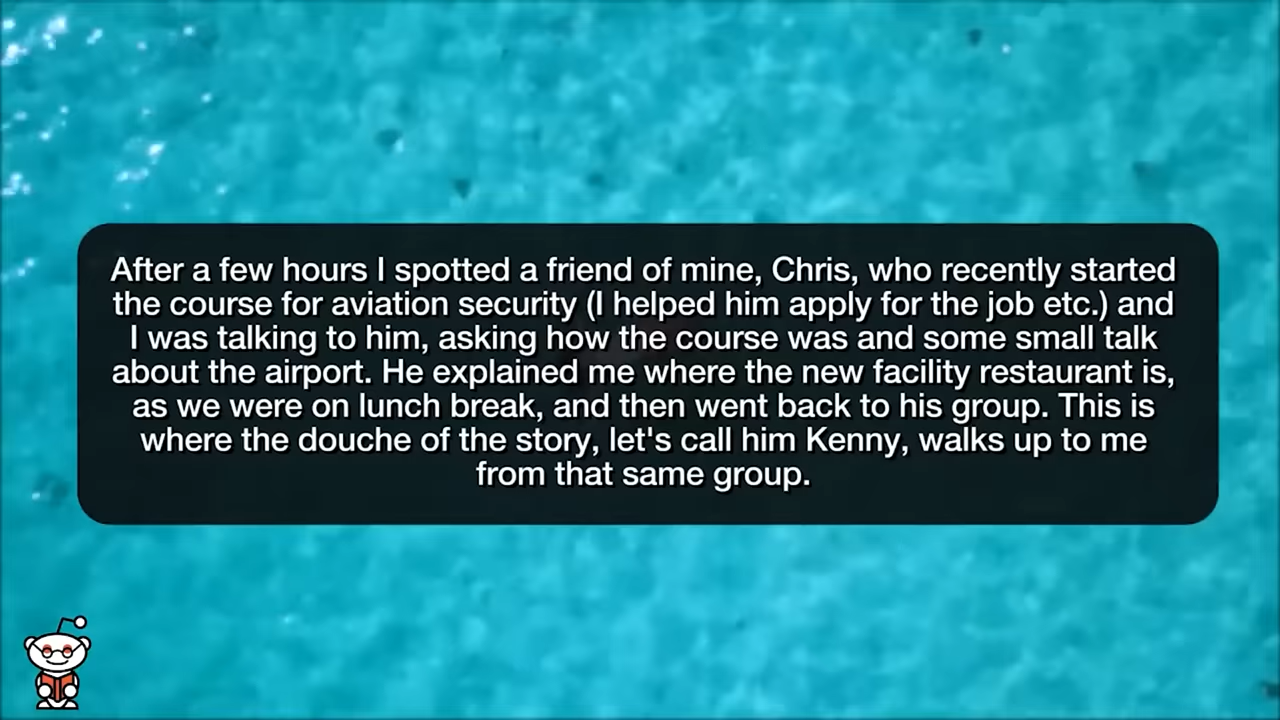 After a few hours I spotted a friend of mine, Chris, who recently started
the course for aviation security (I helped him apply for the job etc.) and
I was talking to him, asking how the course was and some small talk
about the airport. He explained me where the new facility restaurant is,
as we were on lunch break, and then went back to his group. This is
where the douche of the story, let's call him Kenny, walks up to me
from that same group.